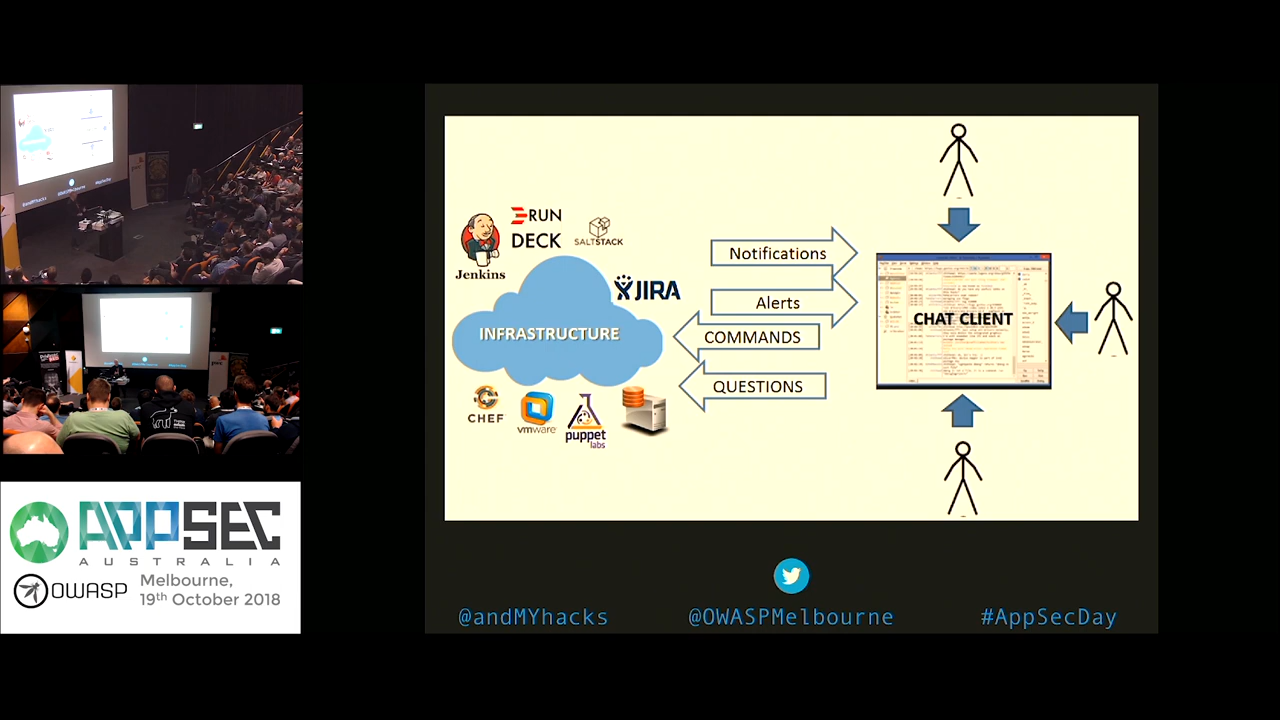 RUN
DECK
SALTSTACK
Jenkins
JIRA
INFRASTRUCTURE
CHEF
vmware
puppet
labs
Notifications
Alerts
COMMANDS
QUESTIONS
CHAT CLIENT
APPSEC
AUSTRALIA
OWASP
Melbourne,
19th October 2018
@andMYhacks
@OWASPMelbourne
#AppSecDay